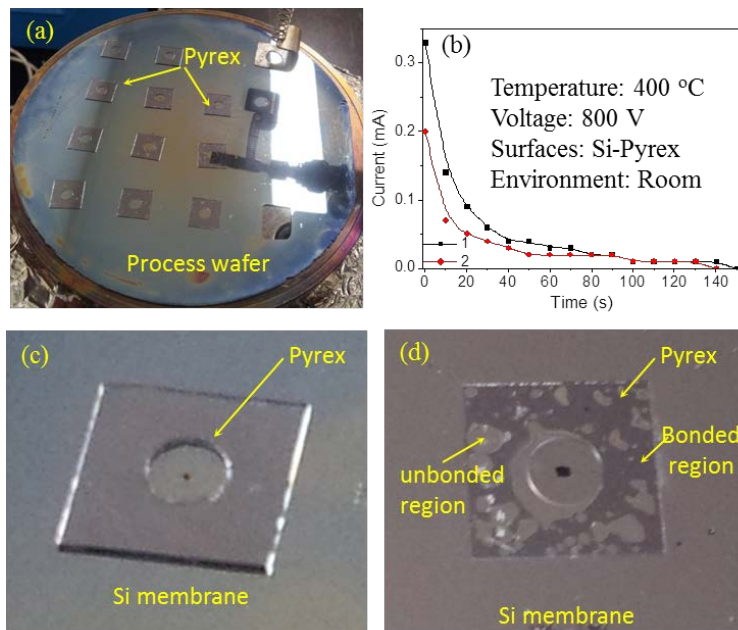 (a)
Pyrex
Process wafer
(b)
Temperature: 400 °C
Voltage: 800 V
Surfaces: Si-Pyrex
Environment: Room
1
2
Current (mA)
0.3
0.2
0.1
0.0
0 20 40 60 80 100 120 140
Time (s)
(c)
Pyrex
Si membrane
(d)
Pyrex
Bonded
region
unbonded
region
Si membrane